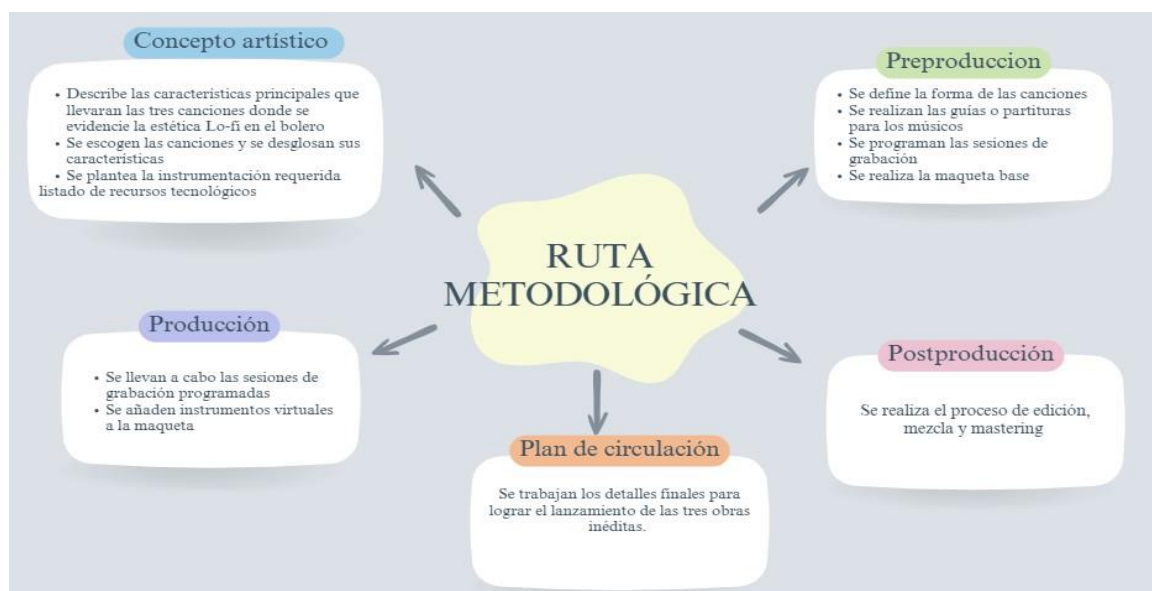 Concepto artístico
• Describe las características principales que
llevaran las tres canciones donde se
evidencie la estética Lo-fi en el bolero
• Se escogen las canciones y se desglosan sus
características
• Se plantea la instrumentación requerida
listado de recursos tecnológicos
Preproduccion
• Se define la forma de las canciones
• Se realizan las guías o partituras
para los músicos
• Se programan las sesiones de
grabación
• Se realiza la maqueta base
RUTA
METODOLÓGICA
Producción
• Se llevan a cabo las sesiones de
grabación programadas
• Se añaden instrumentos virtuales
a la maqueta
Postproducción
Se realiza el proceso de edición,
mezcla y mastering
Plan de circulación
Se trabajan los detalles finales para
lograr el lanzamiento de las tres obras
inéditas.